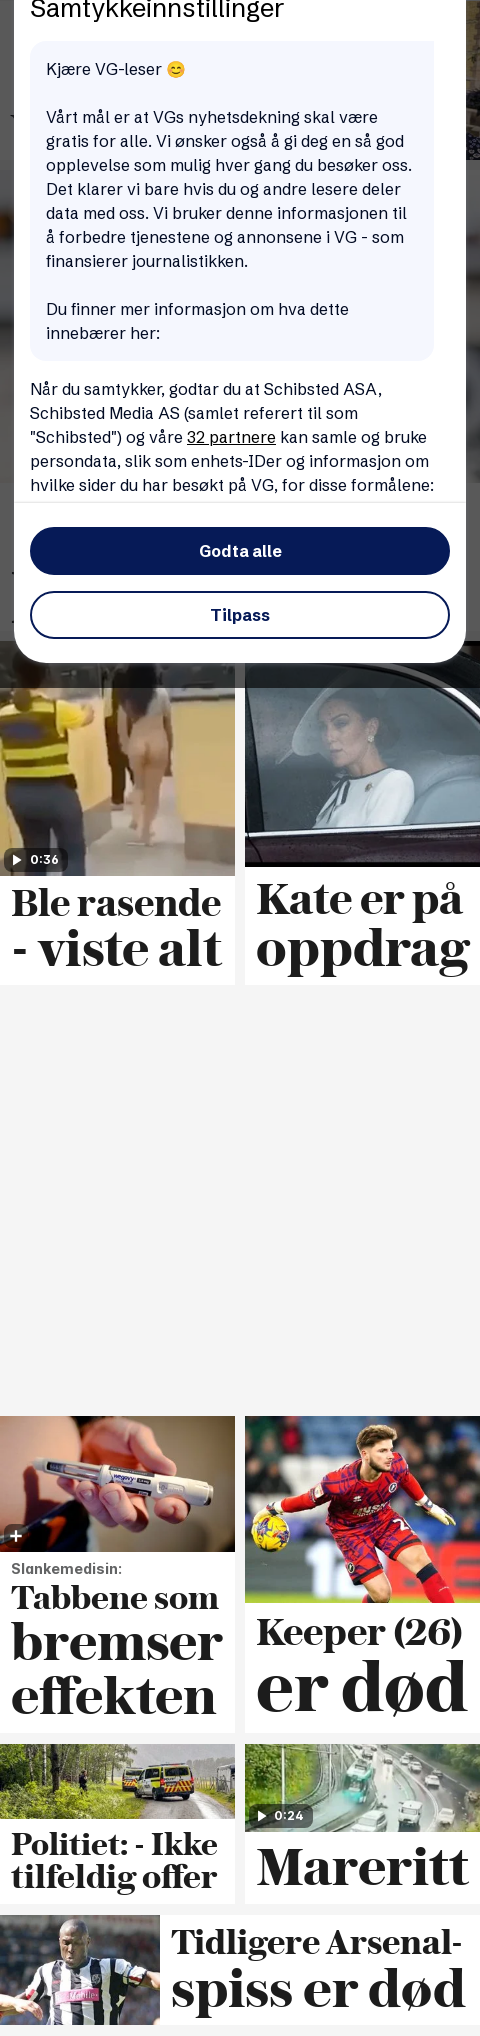 Samtykkeinnstillinger
Kjære VG-leser 😊
Vårt mål er at VGs nyhetsdekning skal være
gratis for alle. Vi ønsker også å gi deg en så god
opplevelse som mulig hver gang du besøker oss.
Det klarer vi bare hvis du og andre lesere deler
data med oss. Vi bruker denne informasjonen til
å forbedre tjenestene og annonsene i VG - som
finansierer journalistikken.
Du finner mer informasjon om hva dette
innebærer her:
Når du samtykker, godtar du at Schibsted ASA,
Schibsted Media AS (samlet referert til som
"Schibsted") og våre 32 partnere kan samle og bruke
persondata, slik som enhets-IDer og informasjon om
hvilke sider du har besøkt på VG, for disse formålene:
Godta alle
Tilpass
0:36
Ble rasende
- viste alt
Kate er på
oppdrag
wegovy
Slankemedisin:
Tabbene som
bremser
effekten
Keeper (26)
er død
Politiet: - Ikke
tilfeldig offer
0:24
Mareritt
Tidligere Arsenal-
spiss er død